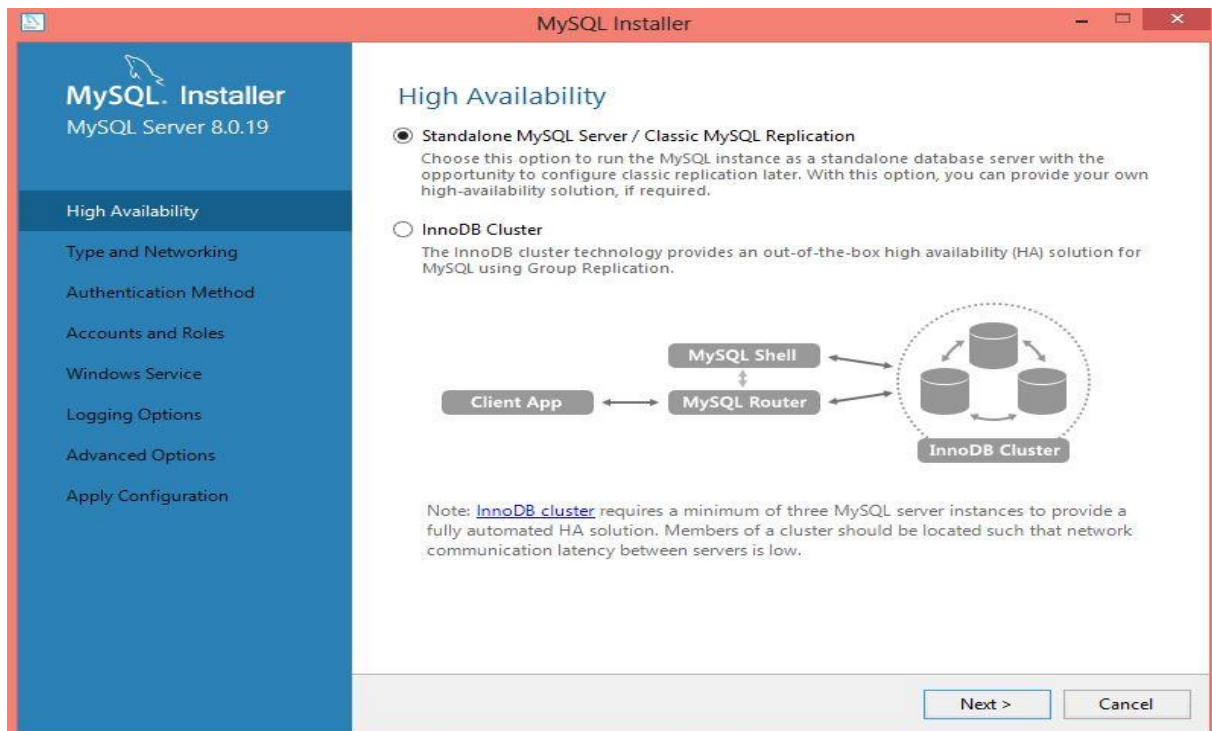 MySQL Installer
MySQL. Installer
MySQL Server 8.0.19
High Availability
Type and Networking
Authentication Method
Accounts and Roles
Windows Service
Logging Options
Advanced Options
Apply Configuration
High Availability
Standalone MySQL Server / Classic MySQL Replication
Choose this option to run the MySQL instance as a standalone database server with the
opportunity to configure classic replication later. With this option, you can provide your own
high-availability solution, if required.
InnoDB Cluster
The InnoDB cluster technology provides an out-of-the-box high availability (HA) solution for
MySQL using Group Replication.
MySQL Shell
Client App
MySQL Router
InnoDB Cluster
Note: InnoDB cluster requires a minimum of three MySQL server instances to provide a
fully automated HA solution. Members of a cluster should be located such that network
communication latency between servers is low.
Next >
Cancel